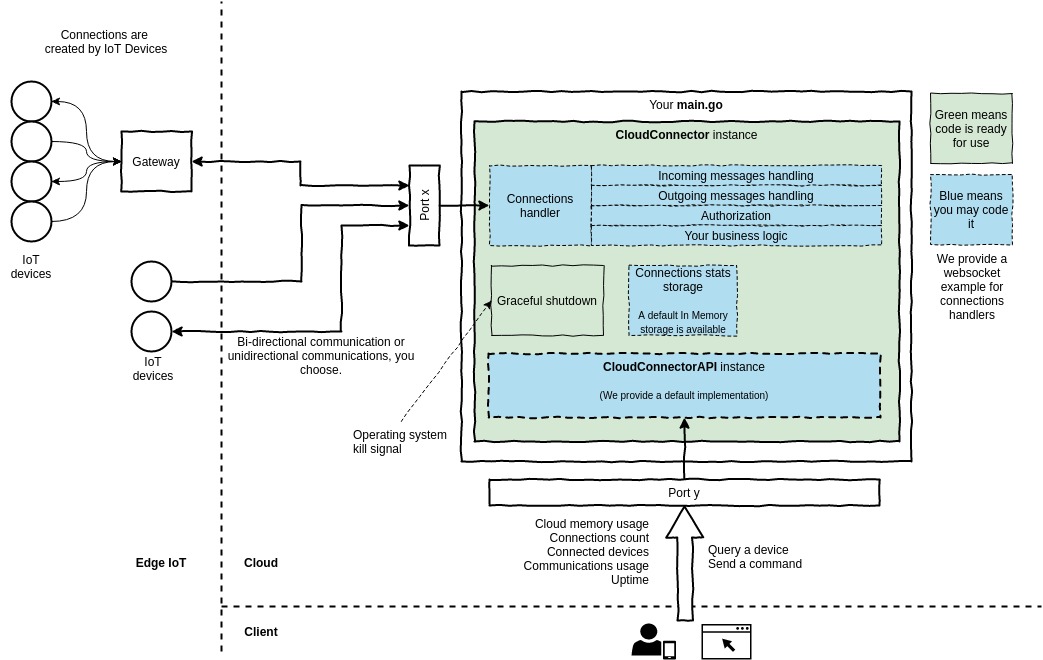 Connections are
created by IoT Devices
Gateway
IoT
devices
IoT
devices
Bi-directional communication or
unidirectional communications, you
choose.
Port x
Your main.go
CloudConnector instance
Connections
handler
Incoming messages handling
Outgoing messages handling
Authorization
Your business logic
Graceful shutdown
Connections stats
storage
A default In Memory
storage is available
CloudConnectorAPI instance
(We provide a default implementation)
Operating system
kill signal
Green means
code is ready
for use
Blue means
you may code
it
We provide a
websocket
example for
connections
handlers
Port y
Cloud memory usage
Connections count
Connected devices
Communications usage
Uptime
Query a device
Send a command
Edge IoT
Cloud
Client